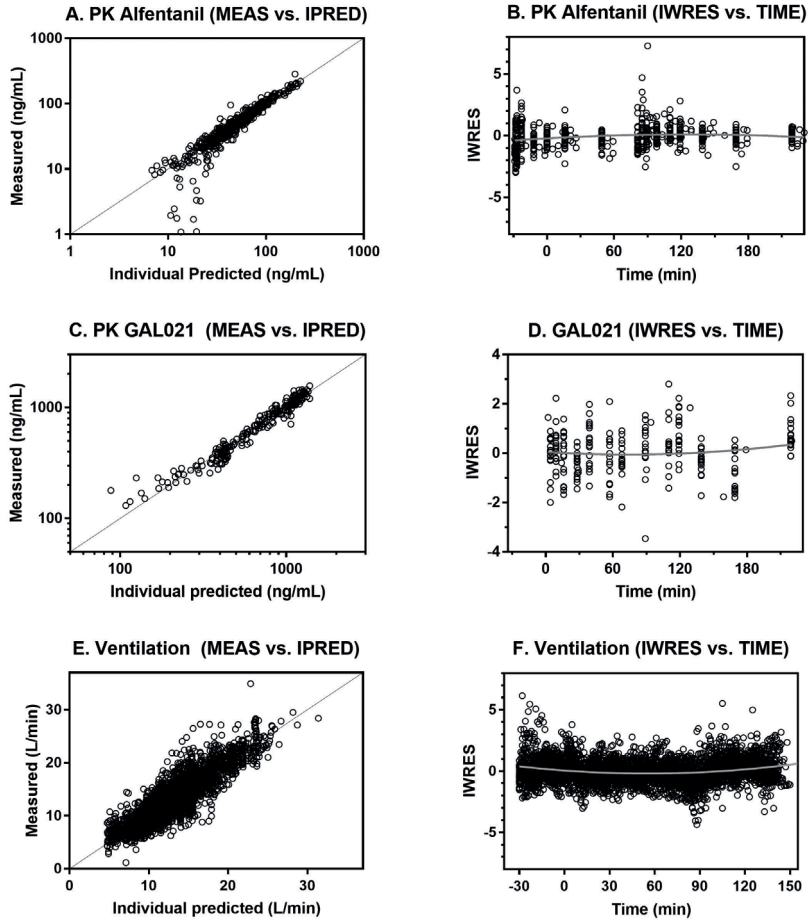 A. PK Alfentanil (MEAS vs. IPRED)
Measured (ng/mL)
1000
100
10
1
1 10 100 1000
Individual Predicted (ng/mL)
B. PK Alfentanil (IWRES vs. TIME)
IWRES
5
0
-5
0 60 120 180
Time (min)
C. PK GAL021 (MEAS vs. IPRED)
Measured (ng/mL)
1000
100
100 1000
Individual predicted (ng/mL)
D. GAL021 (IWRES vs. TIME)
IWRES
4
2
0
-2
-4
0 60 120 180
Time (min)
E. Ventilation (MEAS vs. IPRED)
Measured (L/min)
30
20
10
0
0 10 20 30
Individual predicted (L/min)
F. Ventilation (IWRES vs. TIME)
IWRES
5
0
-5
-30 0 30 60 90 120 150
Time (min)